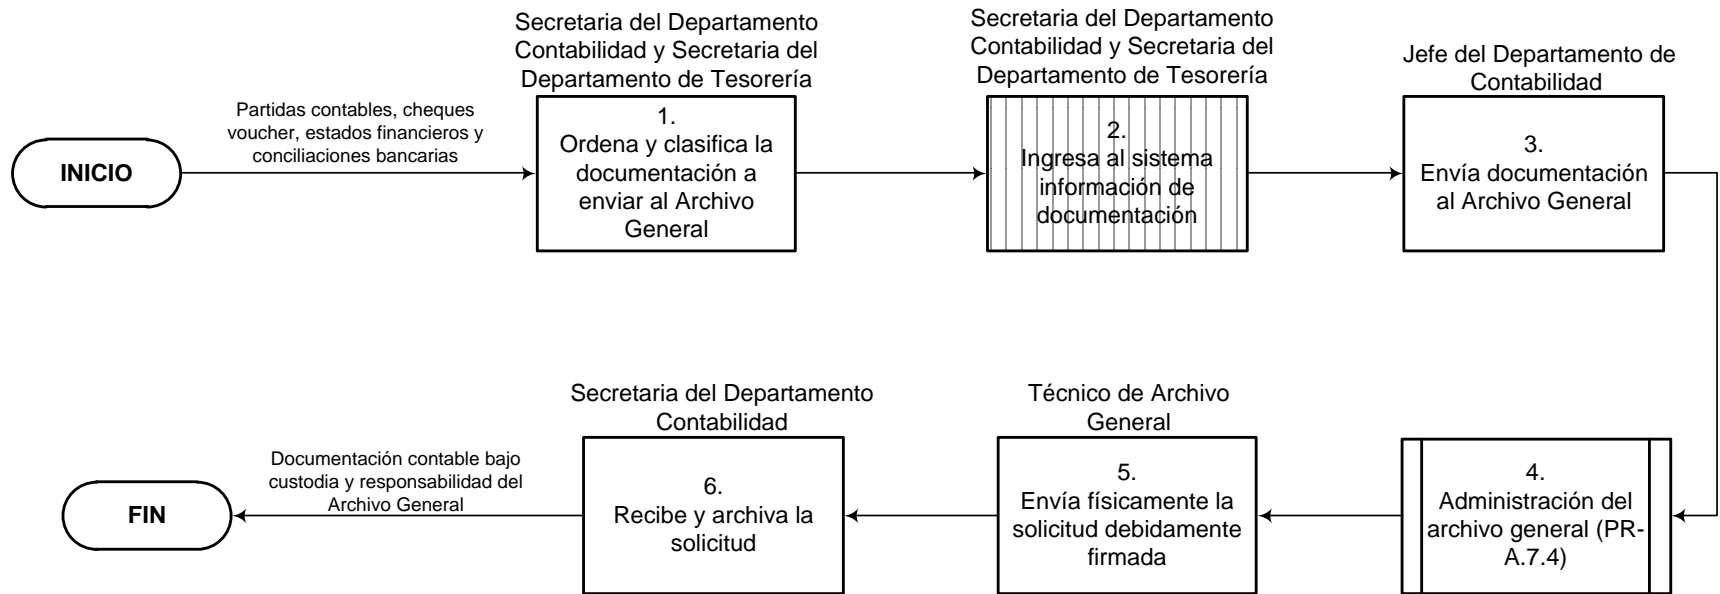 INICIO
Partidas contables, cheques
voucher, estados financieros y
conciliaciones bancarias
Secretaria del Departamento
Contabilidad y Secretaria del
Departamento de Tesorería
1.
Ordena y clasifica la
documentación a
enviar al Archivo
General
Secretaria del Departamento
Contabilidad y Secretaria del
Departamento de Tesorería
2.
Ingresa al sistema
información de
documentación
Jefe del Departamento de
Contabilidad
3.
Envía documentación
al Archivo General
4.
Administración del
archivo general (PR-
A.7.4)
Técnico de Archivo
General
5.
Envía físicamente la
solicitud debidamente
firmada
Secretaria del Departamento
Contabilidad
6.
Recibe y archiva la
solicitud
Documentación contable bajo
custodia y responsabilidad del
Archivo General
FIN